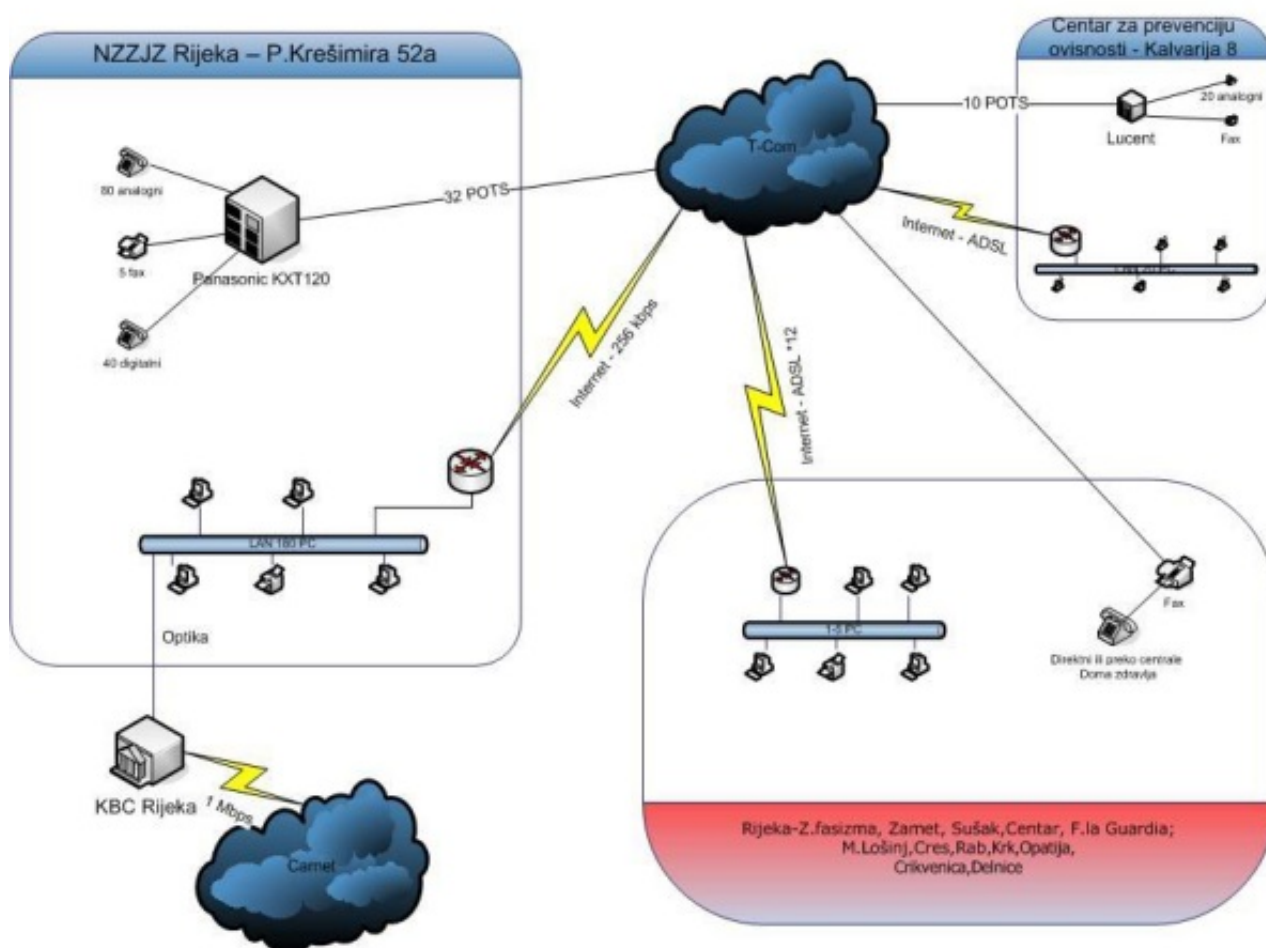 NZZJZ Rijeka – P.Krešimira 52a
80 analogni
5 fax
40 digitalni
Panasonic KXT120
32 POTS
T-Com
10 POTS
Centar za prevenciju
ovisnosti - Kalvarija 8
20 analogni
Fax
Lucent
Internet - ADSL
PC
Internet - 256 kbps
Internet - ADSL *12
LAN 180 PC
Optika
KBC Rijeka
1 Mbps
Carnet
1-5 PC
Fax
Direktni ili preko centrale
Doma zdravlja
Rijeka-Z.fasizma, Zamet, Sušak,Centar, F.la Guardia;
M.Lošinj,Cres,Rab,Krk,Opatija,
Crikvenica,Delnice